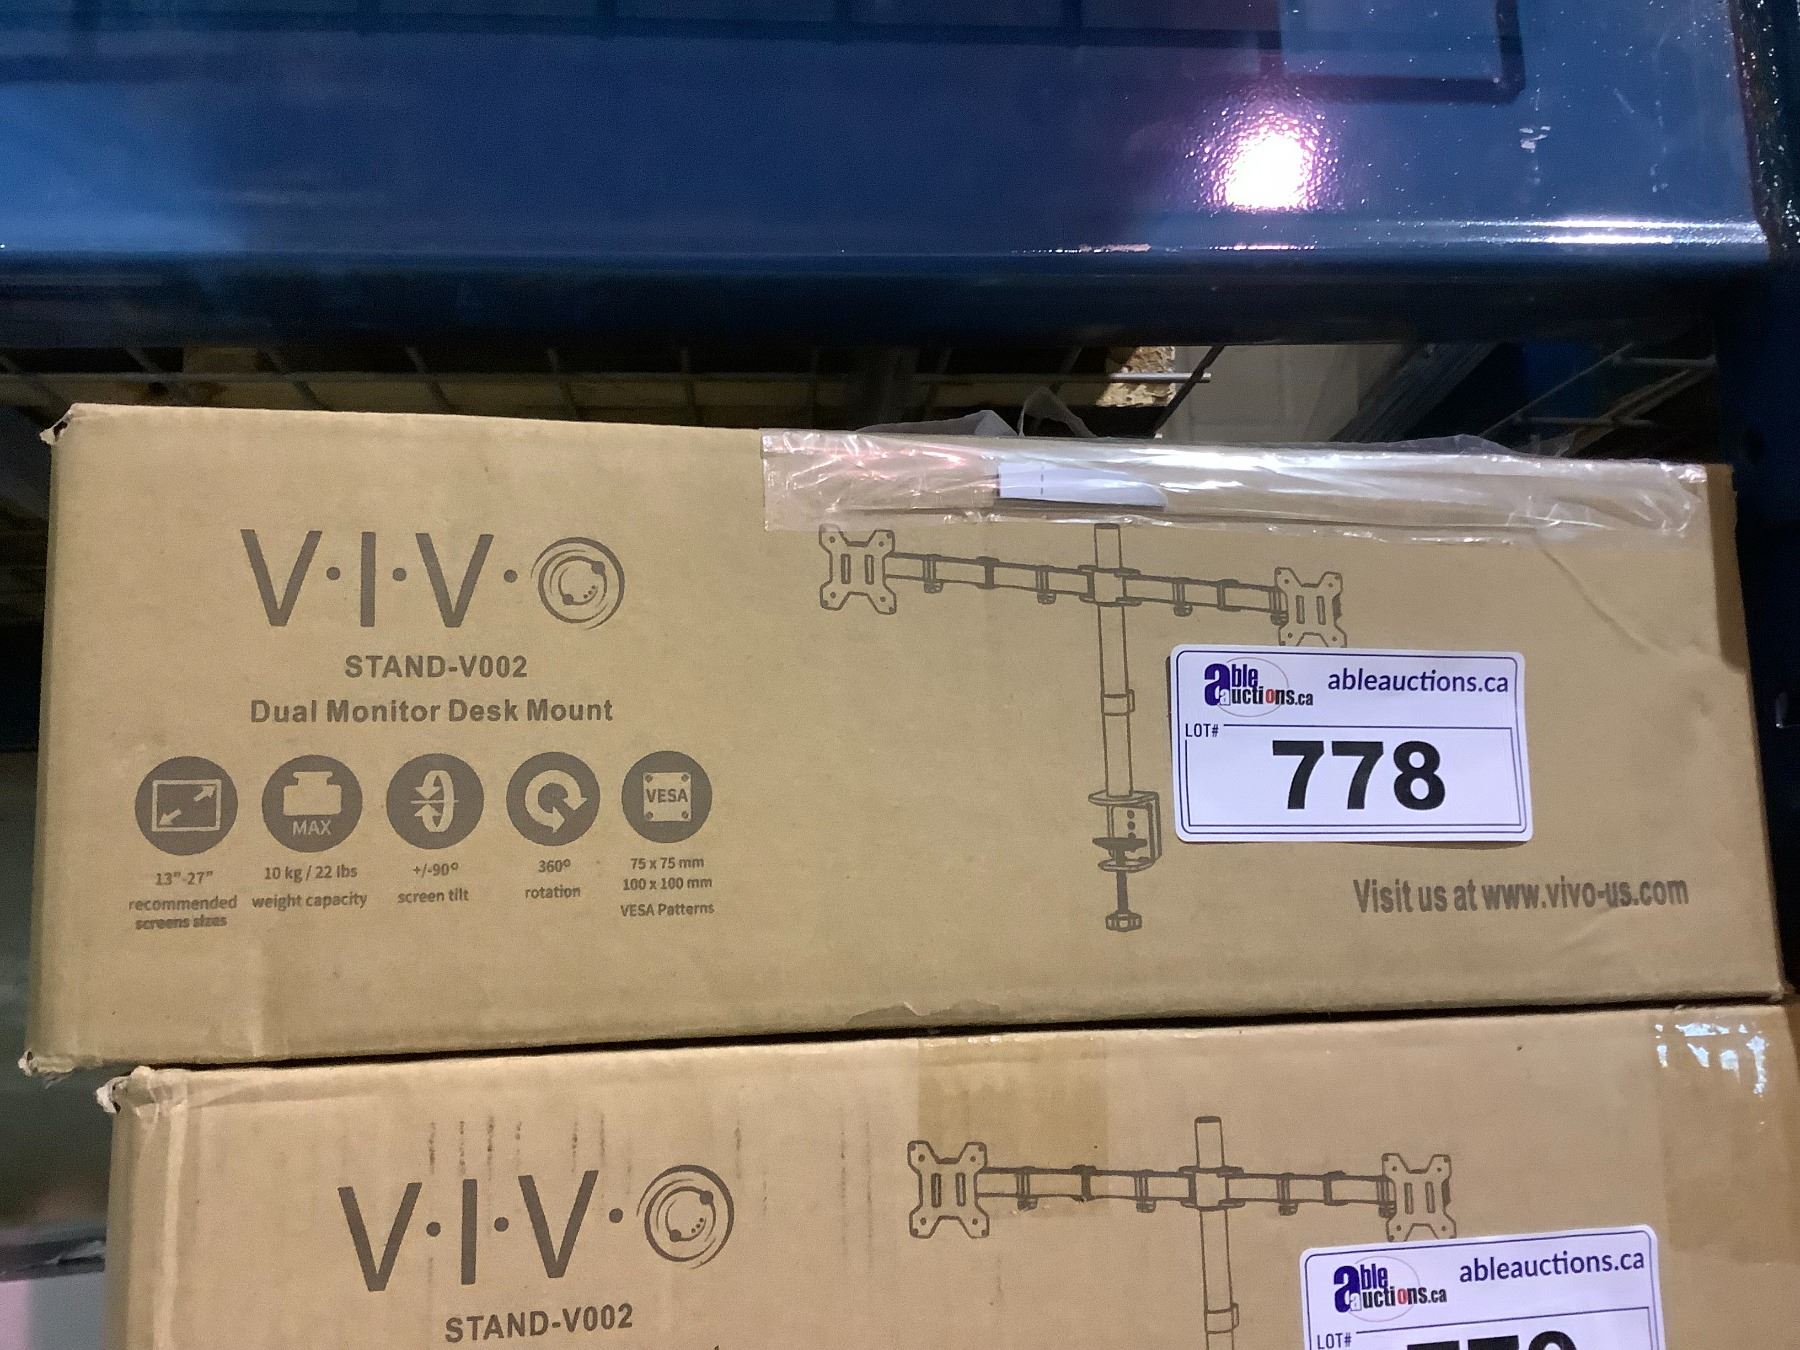 V·I·V·O
STAND-V002
Dual Monitor Desk Mount
MAX
VESA
13"-27"
recommended
screens sizes
10 kg / 22 lbs
weight capacity
+/-90°
screen tilt
360°
rotation
75 x 75 mm
100 x 100 mm
VESA Patterns
able auctions.ca
ableauctions.ca
LOT#
778
Visit us at www.vivo-us.com
V·I·V·O
STAND-V002
able auctions.ca
ableauctions.ca
LOT#